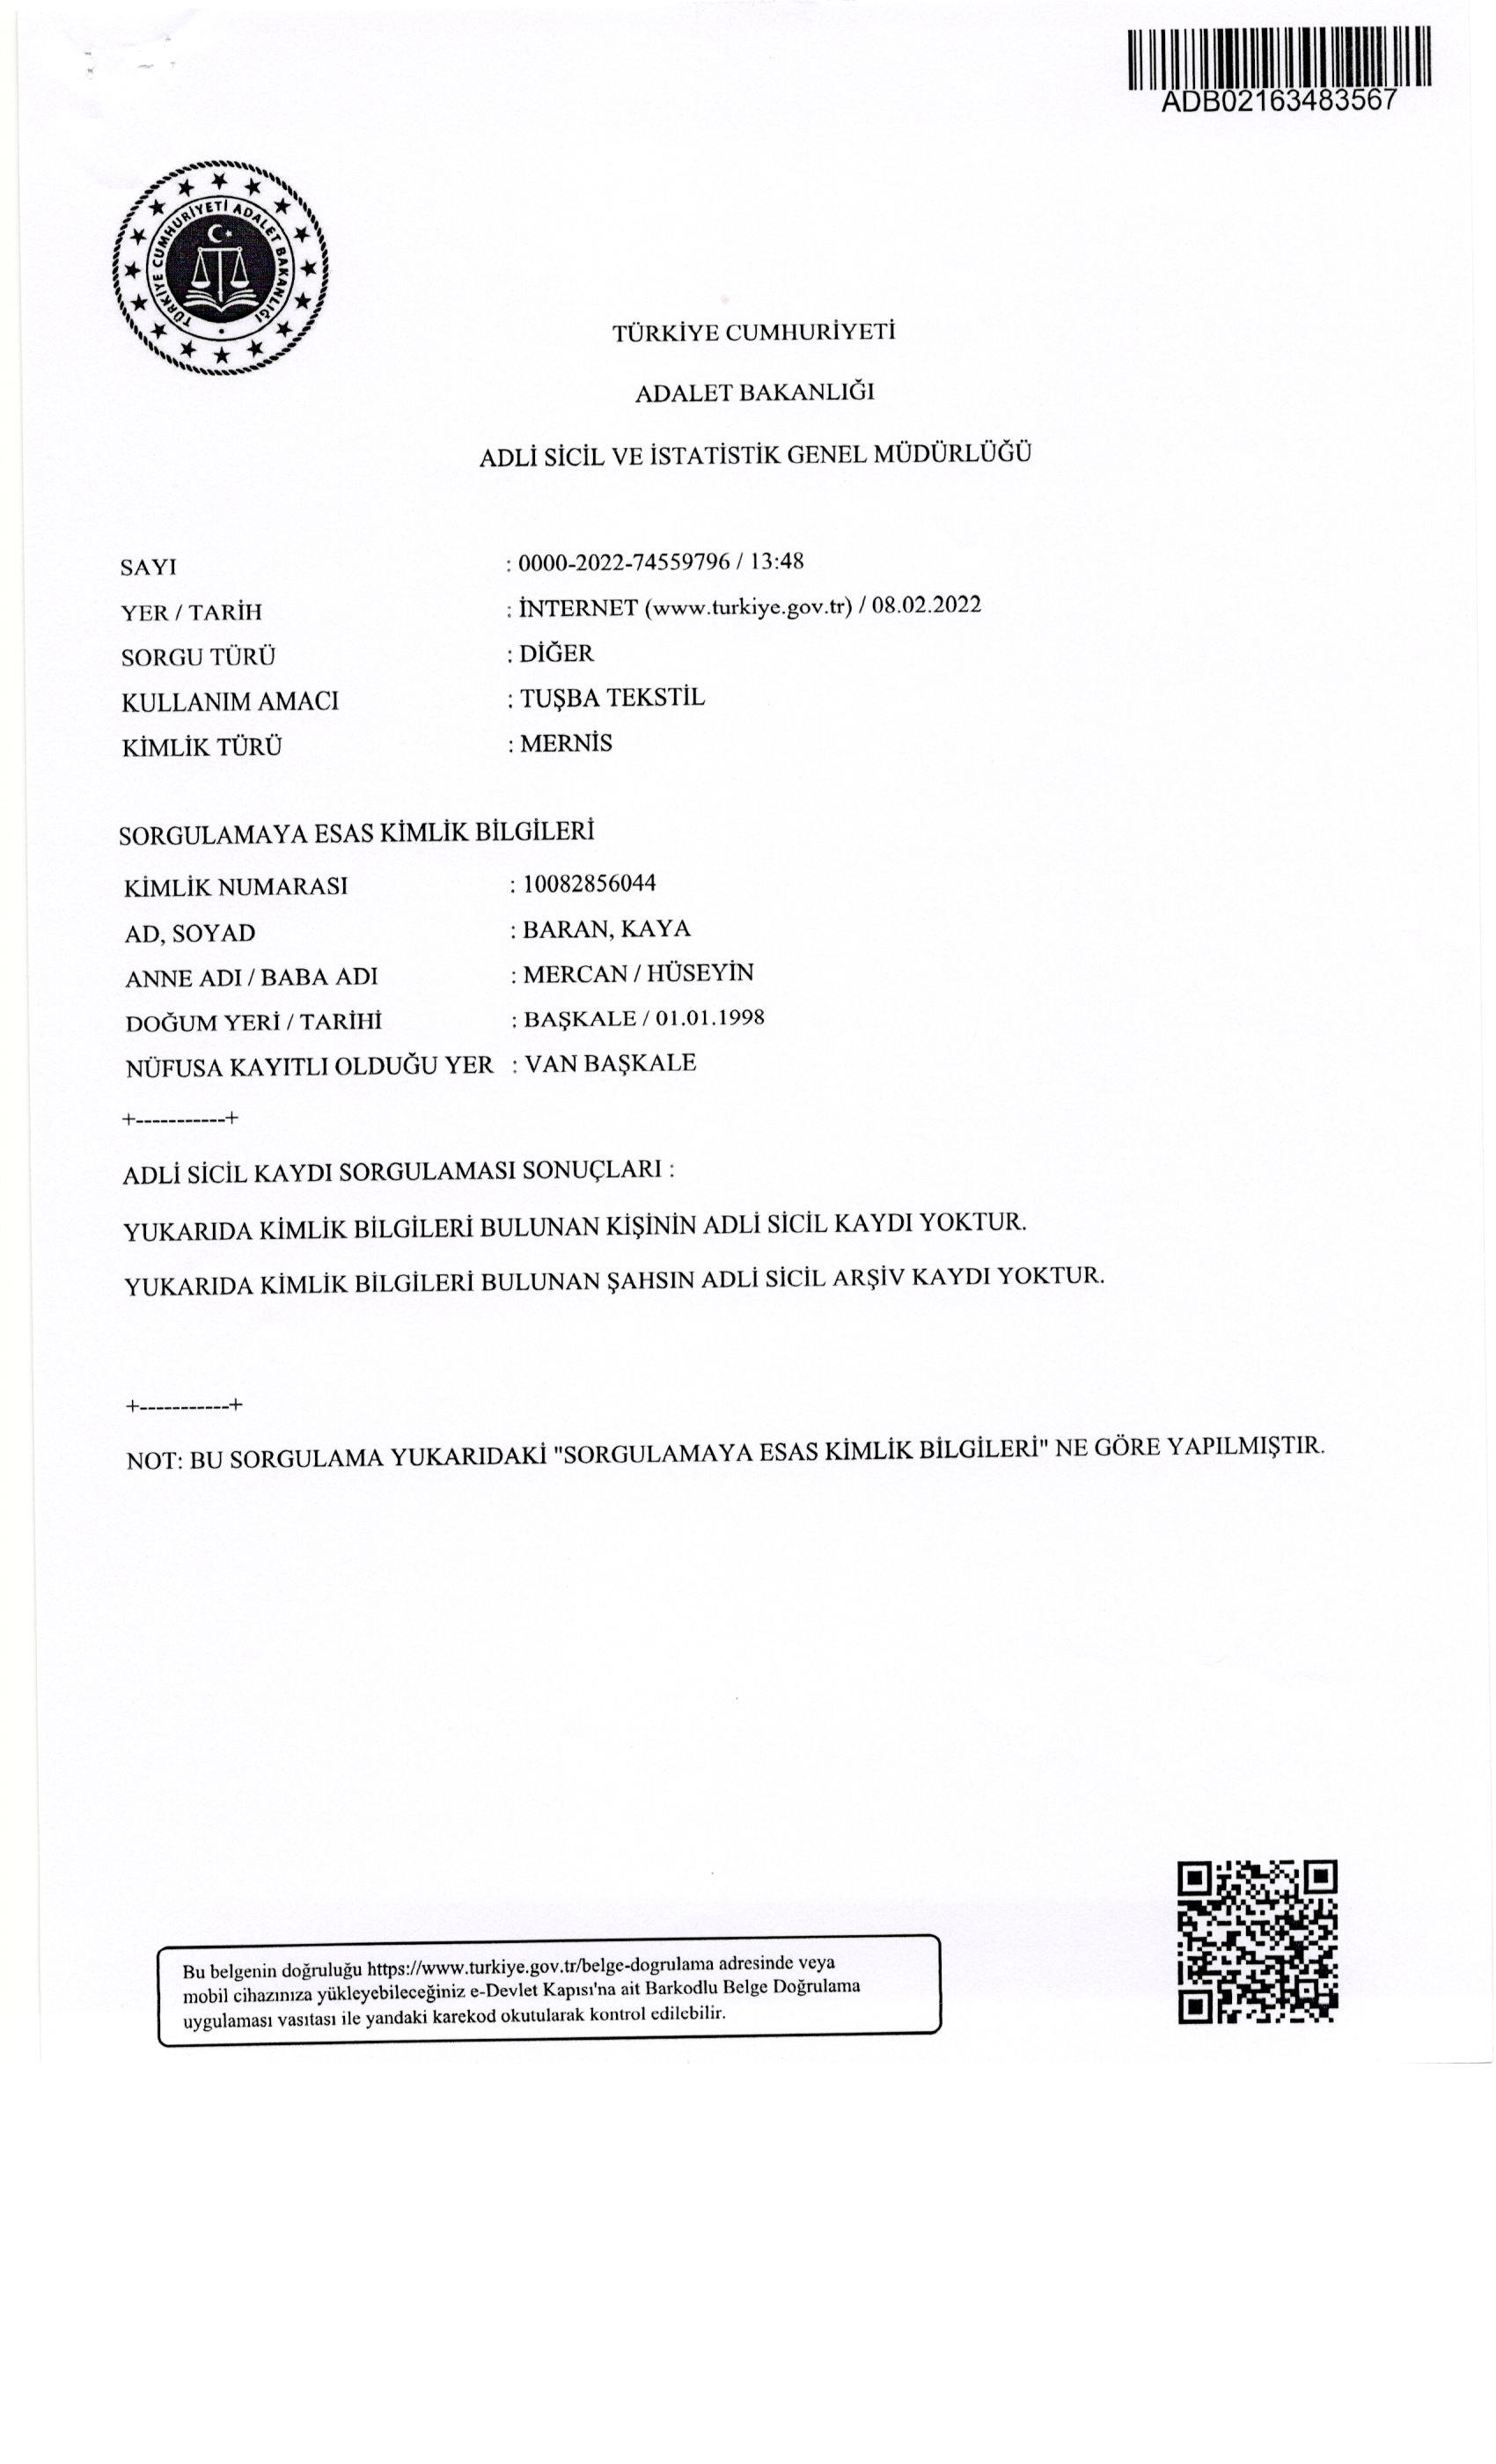 ADB02163483567
TÜRKİYE CUMHURİYETİ ADALET BAKANLIĞI
TÜRKİYE CUMHURİYETİ
ADALET BAKANLIĞI
ADLİ SİCİL VE İSTATİSTİK GENEL MÜDÜRLÜĞÜ
SAYI : 0000-2022-74559796 / 13:48
YER / TARİH : İNTERNET (www.turkiye.gov.tr) / 08.02.2022
SORGU TÜRÜ : DİĞER
KULLANIM AMACI : TUŞBA TEKSTİL
KİMLİK TÜRÜ : MERNİS
SORGULAMAYA ESAS KİMLİK BİLGİLERİ
KİMLİK NUMARASI : 10082856044
AD, SOYAD : BARAN, KAYA
ANNE ADI / BABA ADI : MERCAN / HÜSEYİN
DOĞUM YERİ / TARİHİ : BAŞKALE / 01.01.1998
NÜFUSA KAYITLI OLDUĞU YER : VAN BAŞKALE
+-----------+
ADLİ SİCİL KAYDI SORGULAMASI SONUÇLARI :
YUKARIDA KİMLİK BİLGİLERİ BULUNAN KİŞİNİN ADLİ SİCİL KAYDI YOKTUR.
YUKARIDA KİMLİK BİLGİLERİ BULUNAN ŞAHSIN ADLİ SİCİL ARŞİV KAYDI YOKTUR.
+-----------+
NOT: BU SORGULAMA YUKARIDAKİ "SORGULAMAYA ESAS KİMLİK BİLGİLERİ" NE GÖRE YAPILMIŞTIR.
Bu belgenin doğruluğu https://www.turkiye.gov.tr/belge-dogrulama adresinde veya
mobil cihazınıza yükleyebileceğiniz e-Devlet Kapısı'na ait Barkodlu Belge Doğrulama
uygulaması vasıtası ile yandaki karekod okutularak kontrol edilebilir.